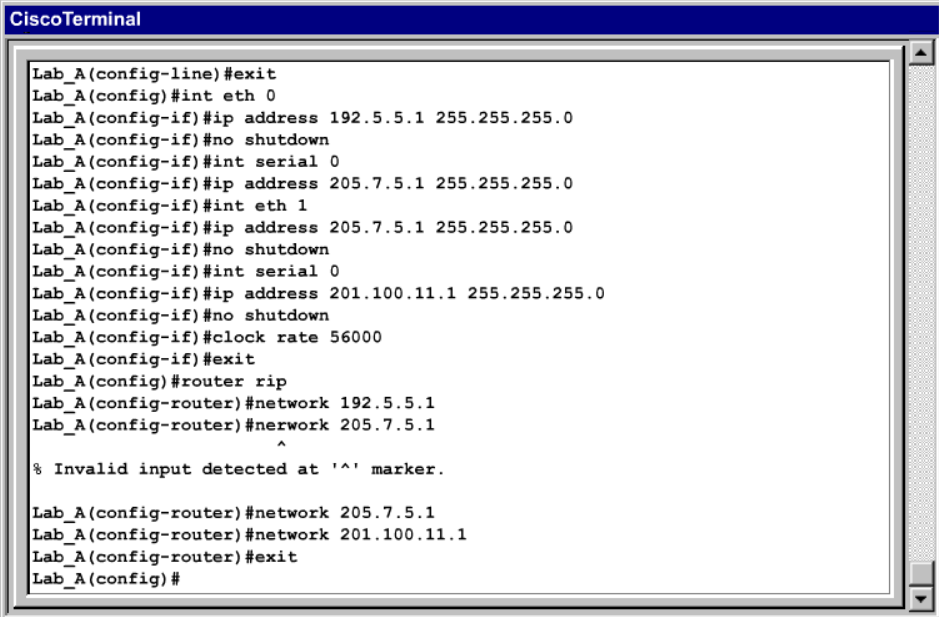 CiscoTerminal
Lab_A(config-line)#exit
Lab_A(config)#int eth 0
Lab_A(config-if)#ip address 192.5.5.1 255.255.255.0
Lab_A(config-if)#no shutdown
Lab_A(config-if)#int serial 0
Lab_A(config-if)#ip address 205.7.5.1 255.255.255.0
Lab_A(config-if)#int eth 1
Lab_A(config-if)#ip address 205.7.5.1 255.255.255.0
Lab_A(config-if)#no shutdown
Lab_A(config-if)#int serial 0
Lab_A(config-if)#ip address 201.100.11.1 255.255.255.0
Lab_A(config-if)#no shutdown
Lab_A(config-if)#clock rate 56000
Lab_A(config-if)#exit
Lab_A(config)#router rip
Lab_A(config-router)#network 192.5.5.1
Lab_A(config-router)#nerwork 205.7.5.1
^
% Invalid input detected at '^' marker.
Lab_A(config-router)#network 205.7.5.1
Lab_A(config-router)#network 201.100.11.1
Lab_A(config-router)#exit
Lab_A(config)#